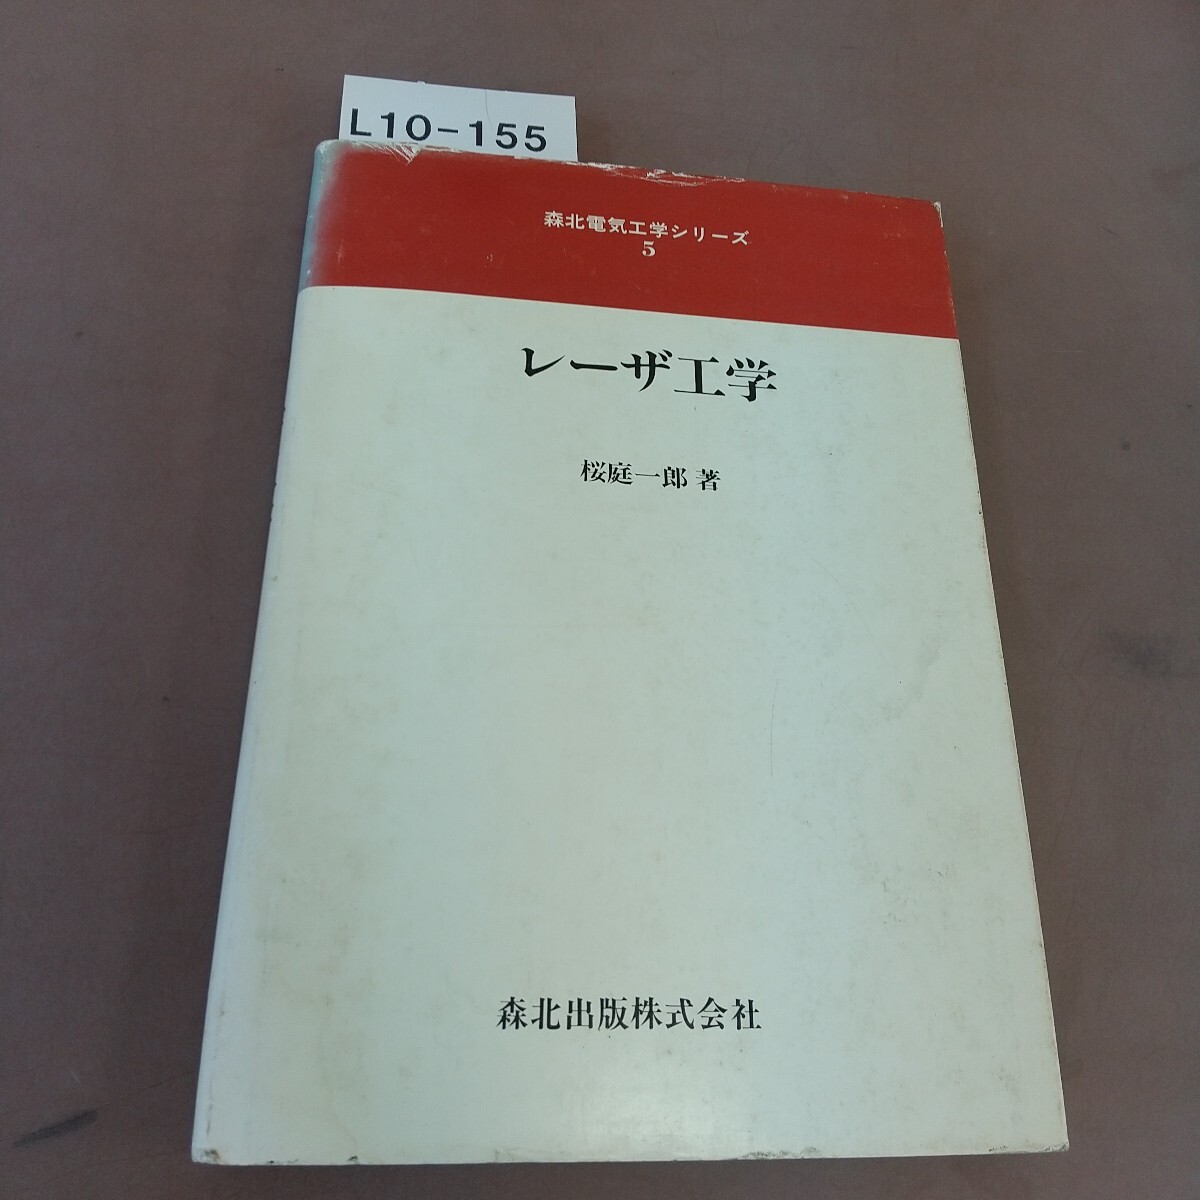 L10-155
森北電気工学シリーズ
5
レーザ工学
桜庭一郎 著
森北出版株式会社